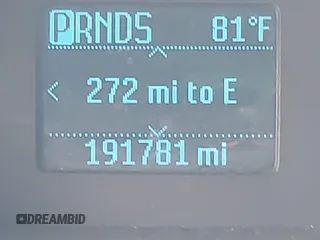 PRNDS 81°F
< 272 mi to E
191781 mi
DREAMBID